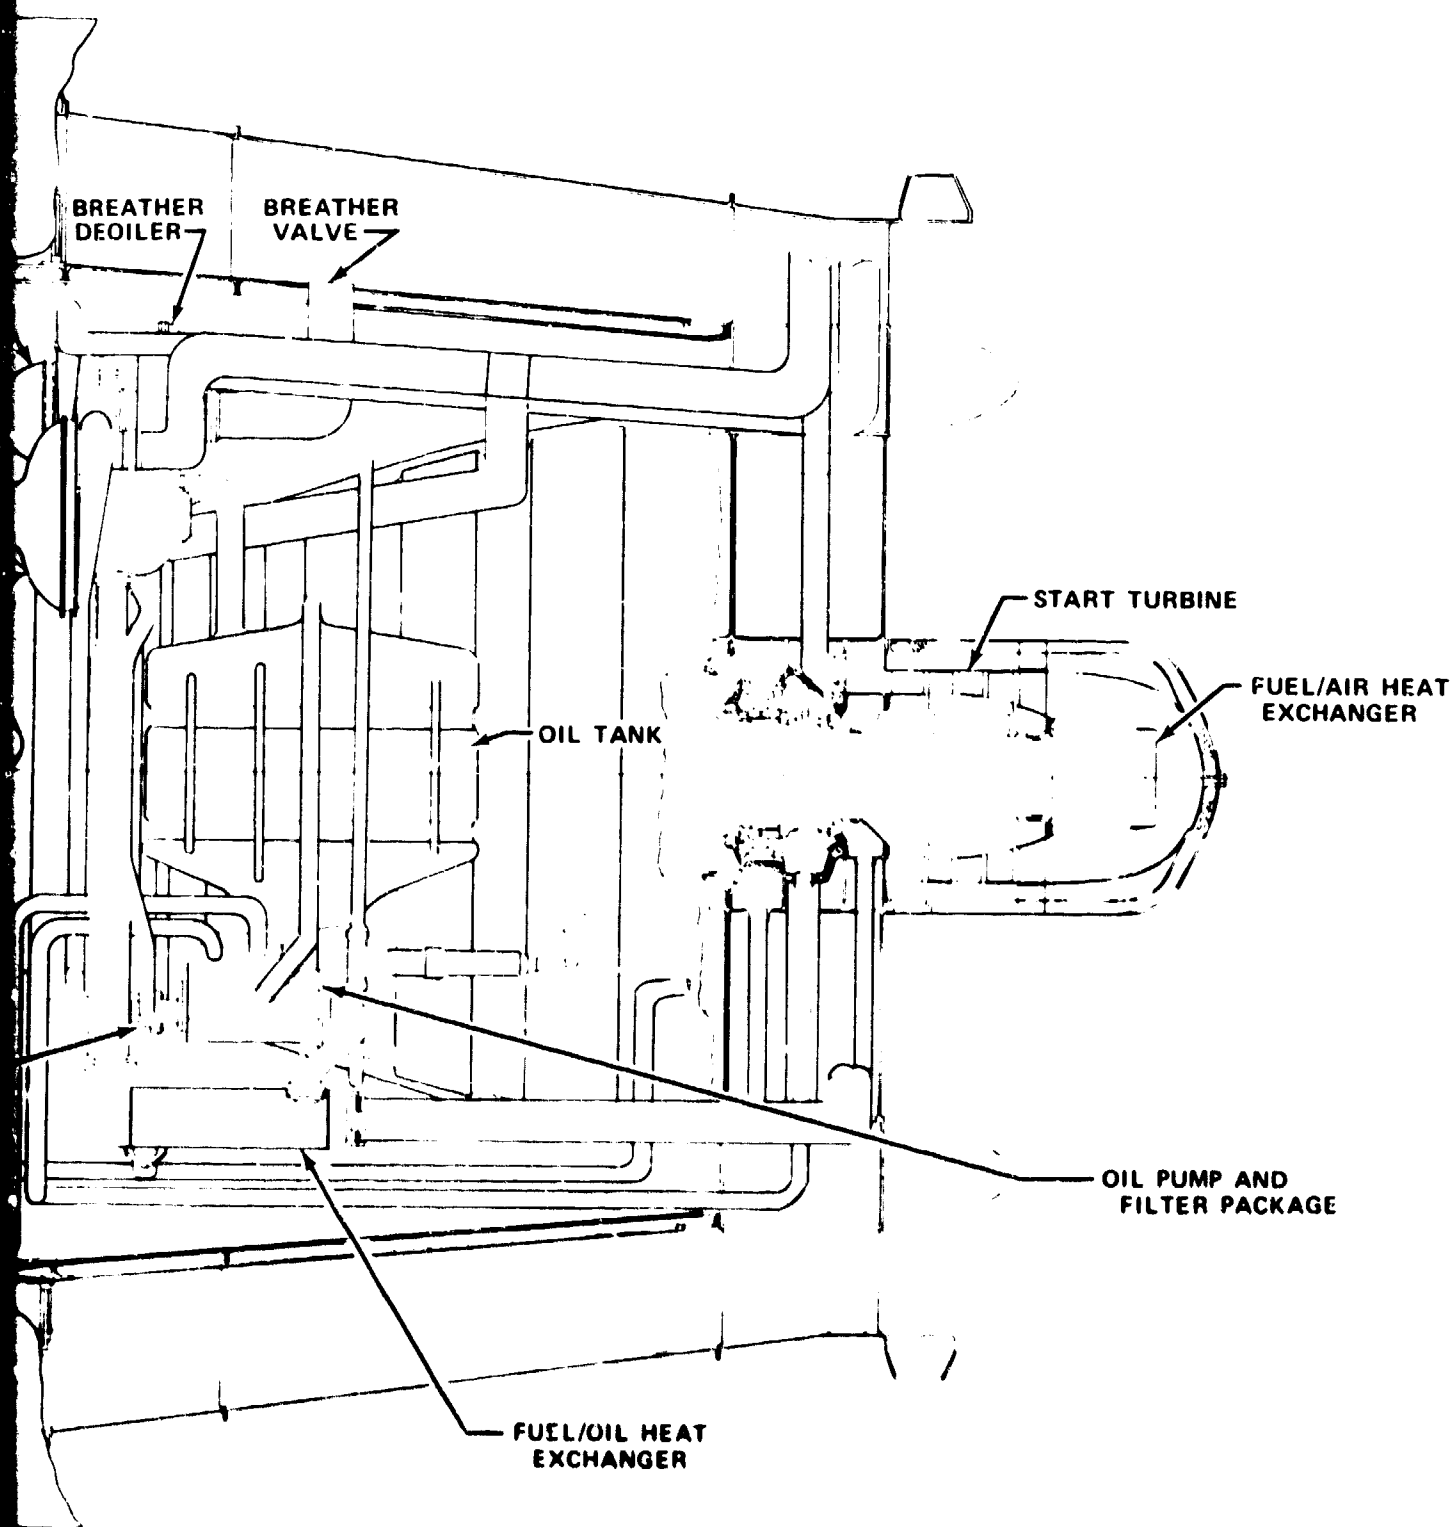 BREATHER
DEOILER
BREATHER
VALVE
START TURBINE
FUEL/AIR HEAT
EXCHANGER
OIL TANK
OIL PUMP AND
FILTER PACKAGE
FUEL/OIL HEAT
EXCHANGER